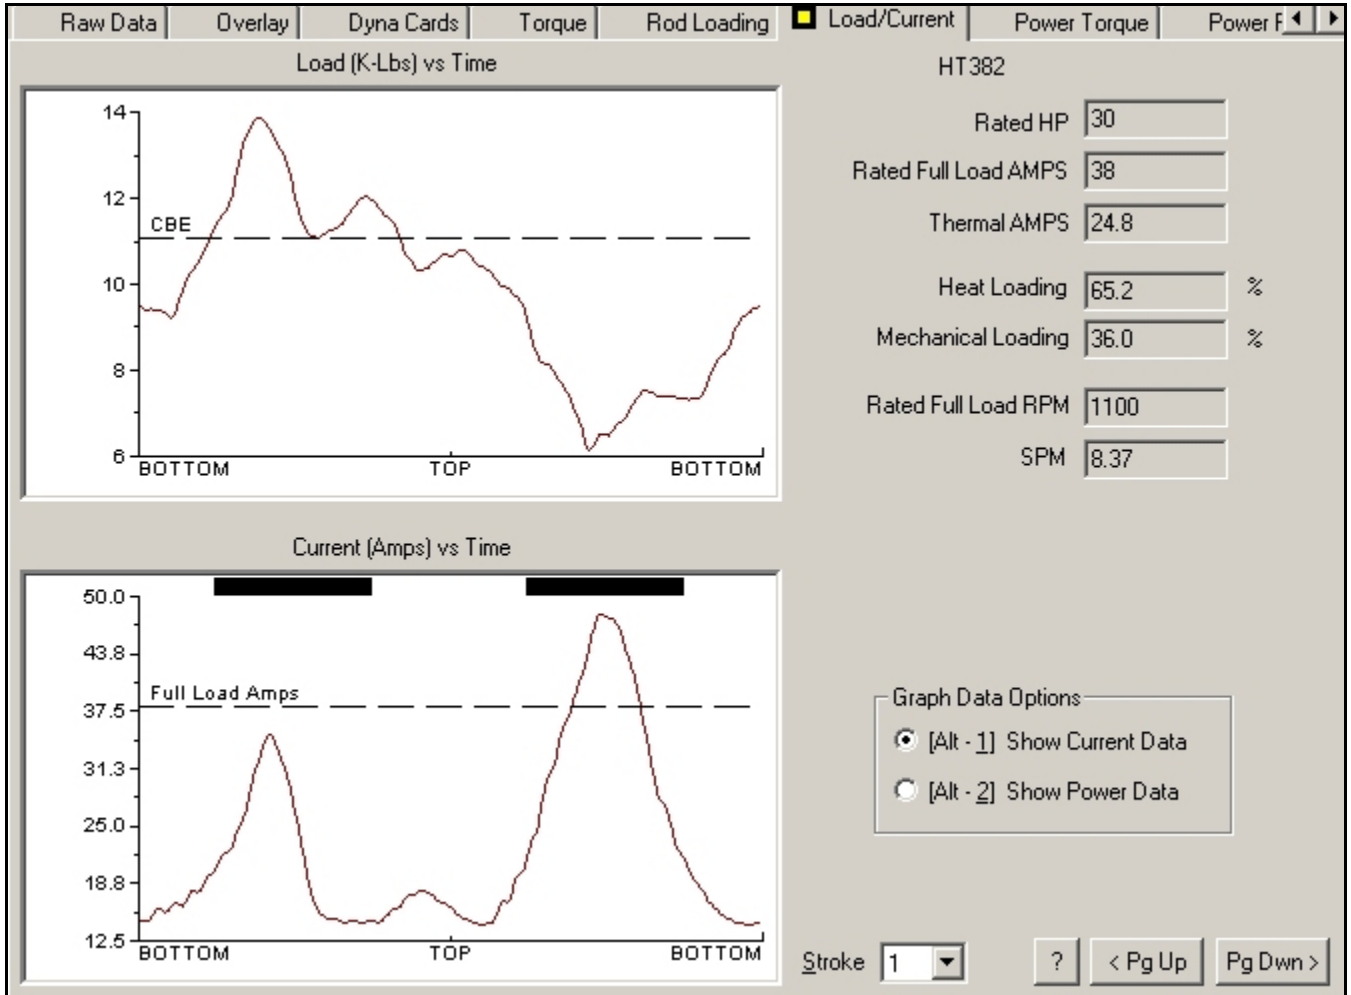 Raw Data Overlay Dyna Cards Torque Rod Loading Load/Current Power Torque Power F
Load (K-Lbs) vs Time
14
12
10
8
6
CBE
BOTTOM TOP BOTTOM
HT382
Rated HP 30
Rated Full Load AMPS 38
Thermal AMPS 24.8
Heat Loading 65.2 %
Mechanical Loading 36.0 %
Rated Full Load RPM 1100
SPM 8.37
Current (Amps) vs Time
50.0
43.8
37.5
31.3
25.0
18.8
12.5
Full Load Amps
BOTTOM TOP BOTTOM
Graph Data Options
[Alt - 1] Show Current Data
[Alt - 2] Show Power Data
Stroke 1 ? < Pg Up Pg Dwn >